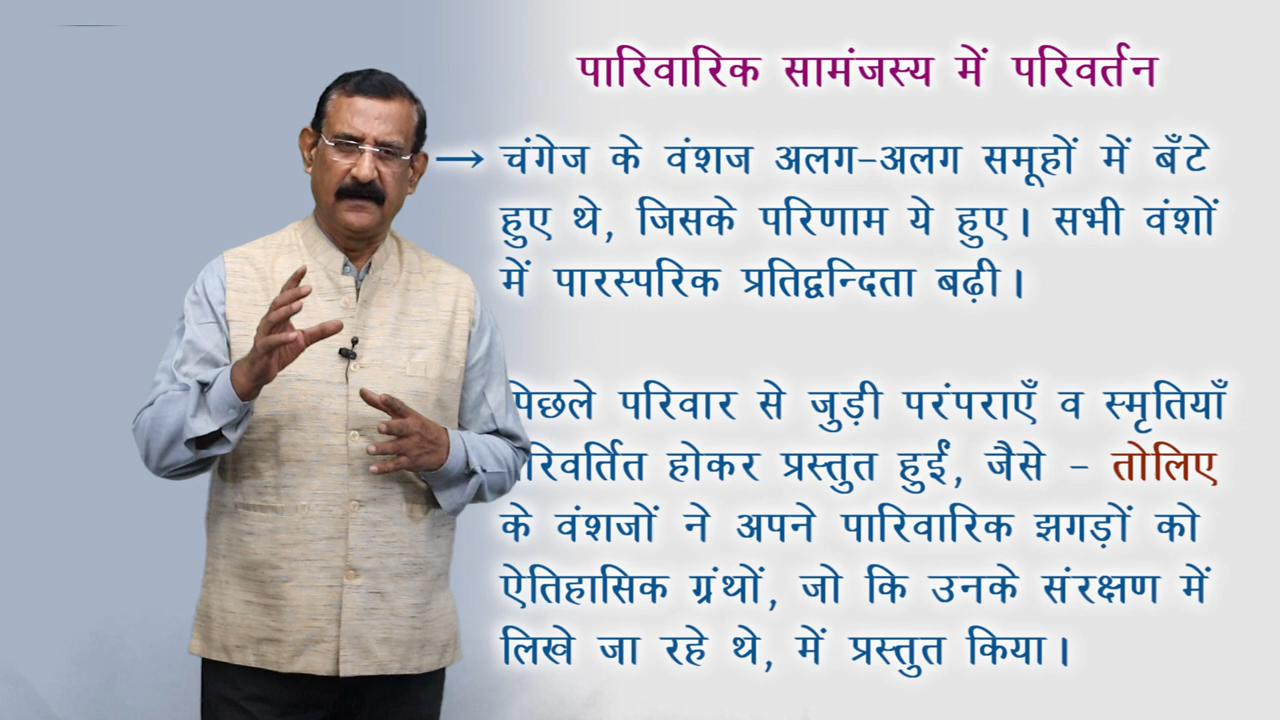 पारिवारिक सामंजस्य में परिवर्तन
→ चंगेज के वंशज अलग-अलग समूहों में बँटे
हुए थे, जिसके परिणाम ये हुए। सभी वंशों
में पारस्परिक प्रतिद्वन्दिता बढ़ी।
पिछले परिवार से जुड़ी परंपराएँ व स्मृतियाँ
होकर प्रस्तुत हुईं, जैसे - तोलिए
के वंशजों ने अपने पारिवारिक झगड़ों को
ऐतिहासिक ग्रंथों, जो कि उनके संरक्षण में
लिखे जा रहे थे, में प्रस्तुत किया।